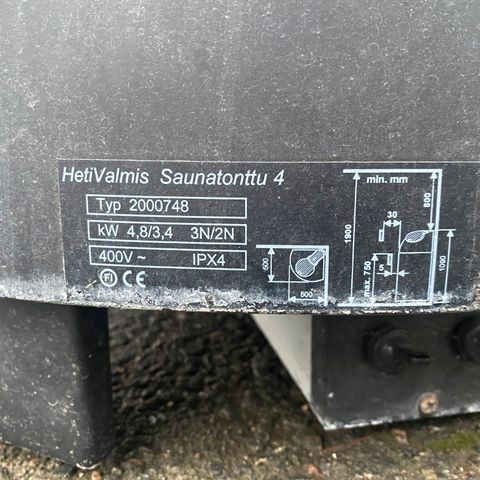 HetiValmis Saunatonttu 4
Typ 2000748
kW 4,8/3,4 3N/2N
400V ~ IPX4
FI CE
500
500
min. mm
1900
800
30
1090
max. 750
5